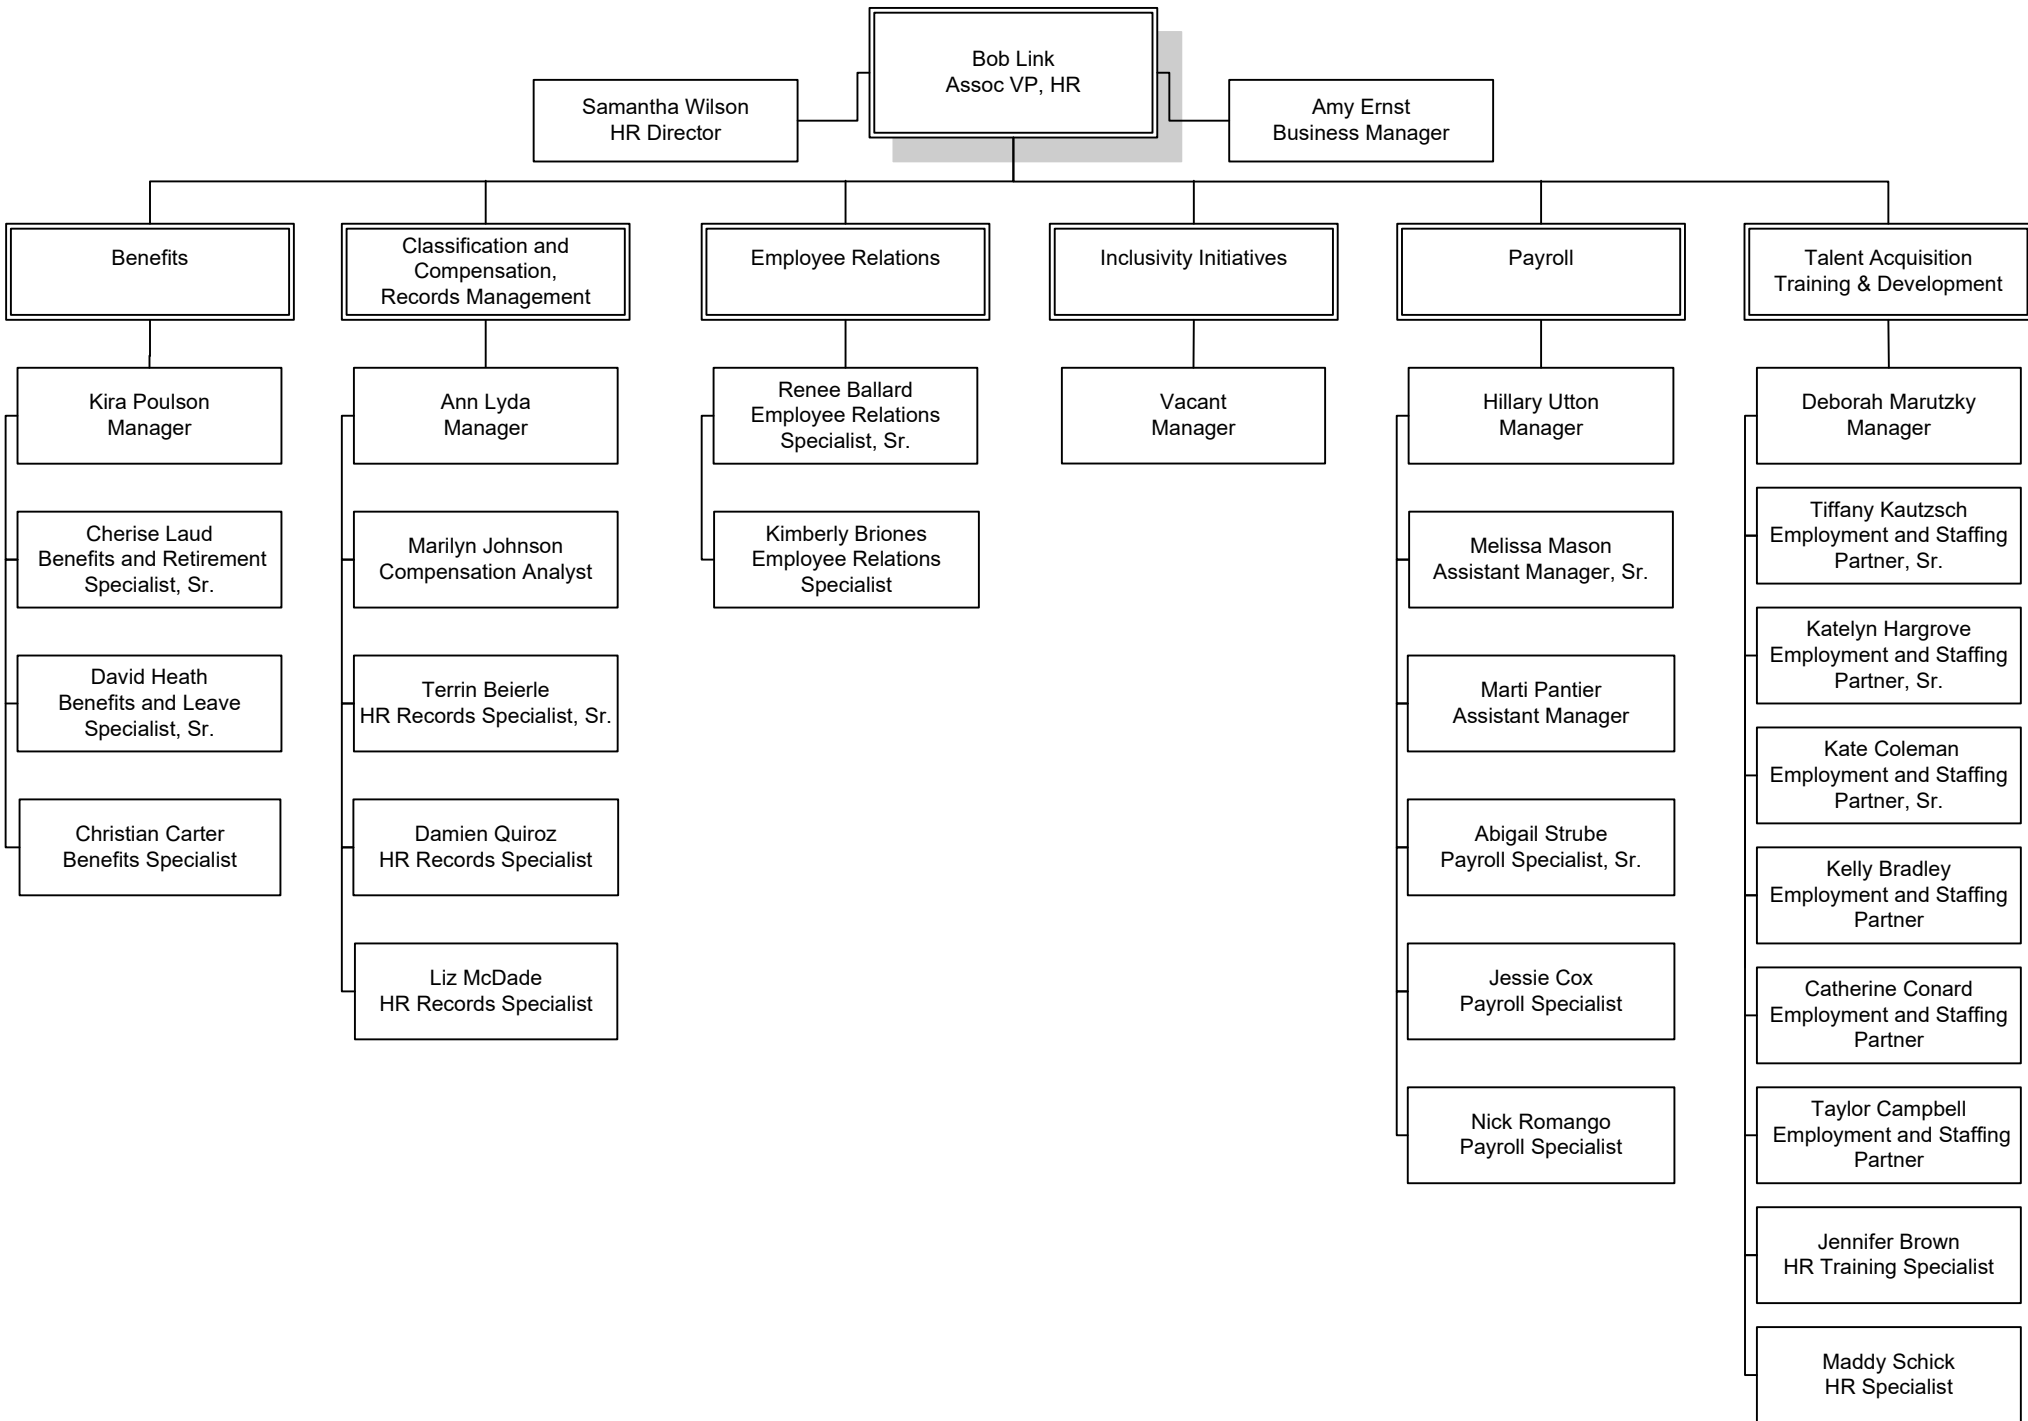 Bob Link
Assoc VP, HR
Samantha Wilson
HR Director
Amy Ernst
Business Manager
Benefits
Classification and
Compensation,
Records Management
Employee Relations
Inclusivity Initiatives
Payroll
Talent Acquisition
Training & Development
Kira Poulson
Manager
Cherise Laud
Benefits and Retirement
Specialist, Sr.
David Heath
Benefits and Leave
Specialist, Sr.
Christian Carter
Benefits Specialist
Ann Lyda
Manager
Marilyn Johnson
Compensation Analyst
Terrin Beierle
HR Records Specialist, Sr.
Damien Quiroz
HR Records Specialist
Liz McDade
HR Records Specialist
Renee Ballard
Employee Relations
Specialist, Sr.
Kimberly Briones
Employee Relations
Specialist
Vacant
Manager
Hillary Utton
Manager
Melissa Mason
Assistant Manager, Sr.
Marti Pantier
Assistant Manager
Abigail Strube
Payroll Specialist, Sr.
Jessie Cox
Payroll Specialist
Nick Romango
Payroll Specialist
Deborah Marutzky
Manager
Tiffany Kautzsch
Employment and Staffing
Partner, Sr.
Katelyn Hargrove
Employment and Staffing
Partner, Sr.
Kate Coleman
Employment and Staffing
Partner, Sr.
Kelly Bradley
Employment and Staffing
Partner
Catherine Conard
Employment and Staffing
Partner
Taylor Campbell
Employment and Staffing
Partner
Jennifer Brown
HR Training Specialist
Maddy Schick
HR Specialist